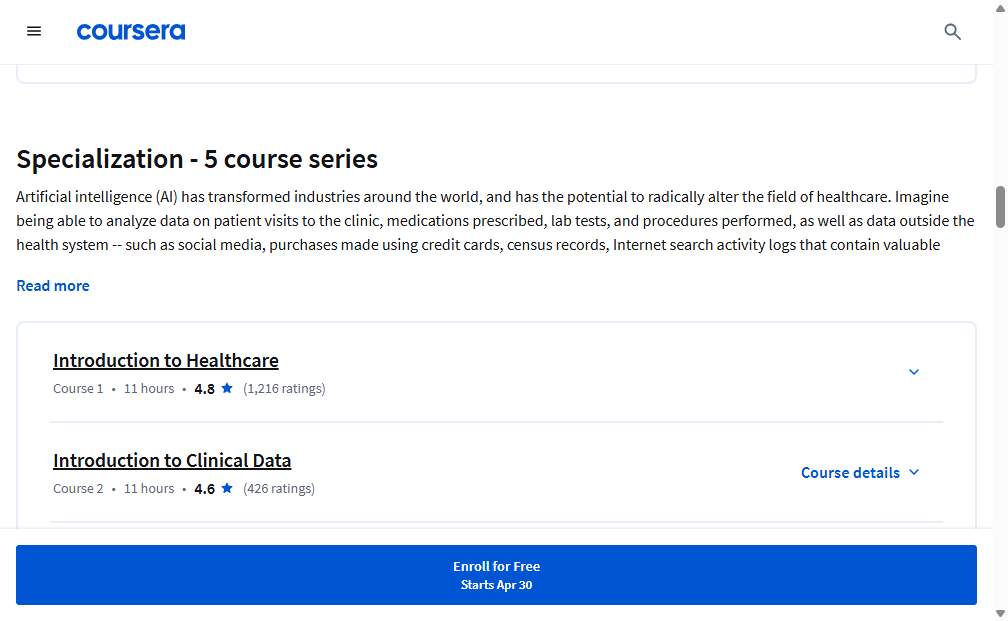 coursera
Specialization - 5 course series
Artificial intelligence (AI) has transformed industries around the world, and has the potential to radically alter the field of healthcare. Imagine
being able to analyze data on patient visits to the clinic, medications prescribed, lab tests, and procedures performed, as well as data outside the
health system -- such as social media, purchases made using credit cards, census records, Internet search activity logs that contain valuable
Read more
Introduction to Healthcare
Course 1 • 11 hours • 4.8 ★ (1,216 ratings)
Introduction to Clinical Data
Course details
Course 2 • 11 hours • 4.6 ★ (426 ratings)
Enroll for Free
Starts Apr 30